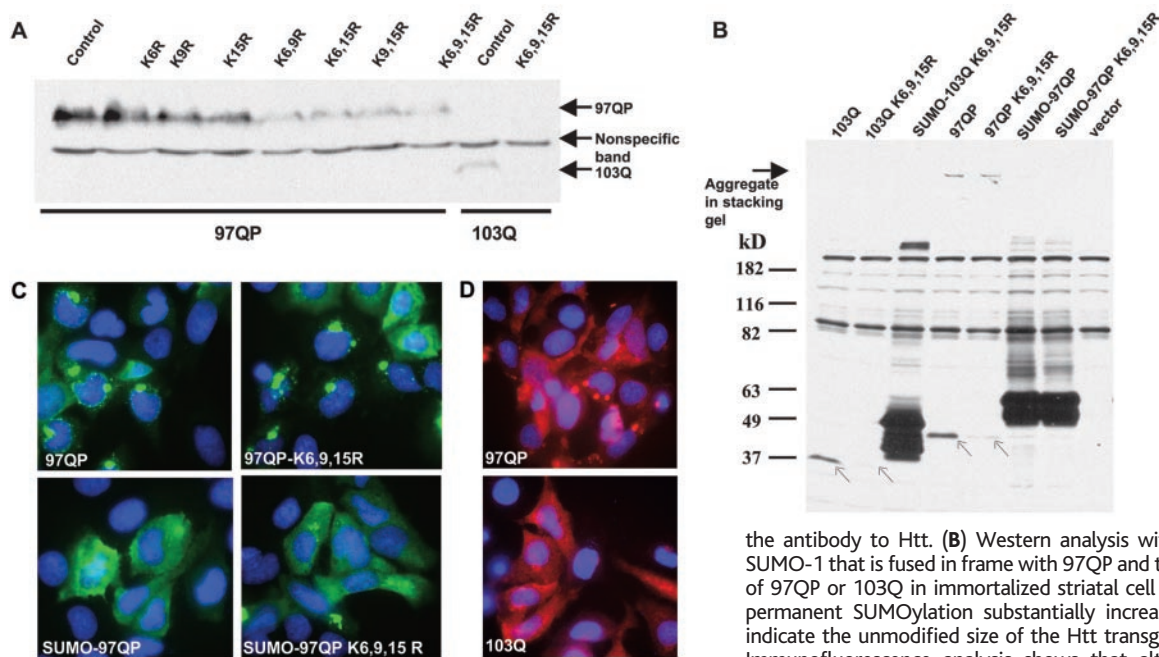 A
Control
K6R
K9R
K15R
K6,9R
K6,15R
K9,15R
K6,9,15R
Control
K6,9,15R
97QP
Nonspecific
band
103Q
97QP
103Q
B
103Q
103Q K6,9,15R
SUMO-103Q K6,9,15R
97QP
97QP K6,9,15R
SUMO-97QP
SUMO-97QP K6,9,15R
vector
Aggregate
in stacking
gel
kD
182
116
82
63
49
37
C
97QP
97QP-K6,9,15R
SUMO-97QP
SUMO-97QP K6,9,15 R
D
97QP
103Q
the antibody to Htt. (B) Western analysis wi
SUMO-1 that is fused in frame with 97QP and t
of 97QP or 103Q in immortalized striatal cell
permanent SUMOylation substantially increa
indicate the unmodified size of the Htt transg